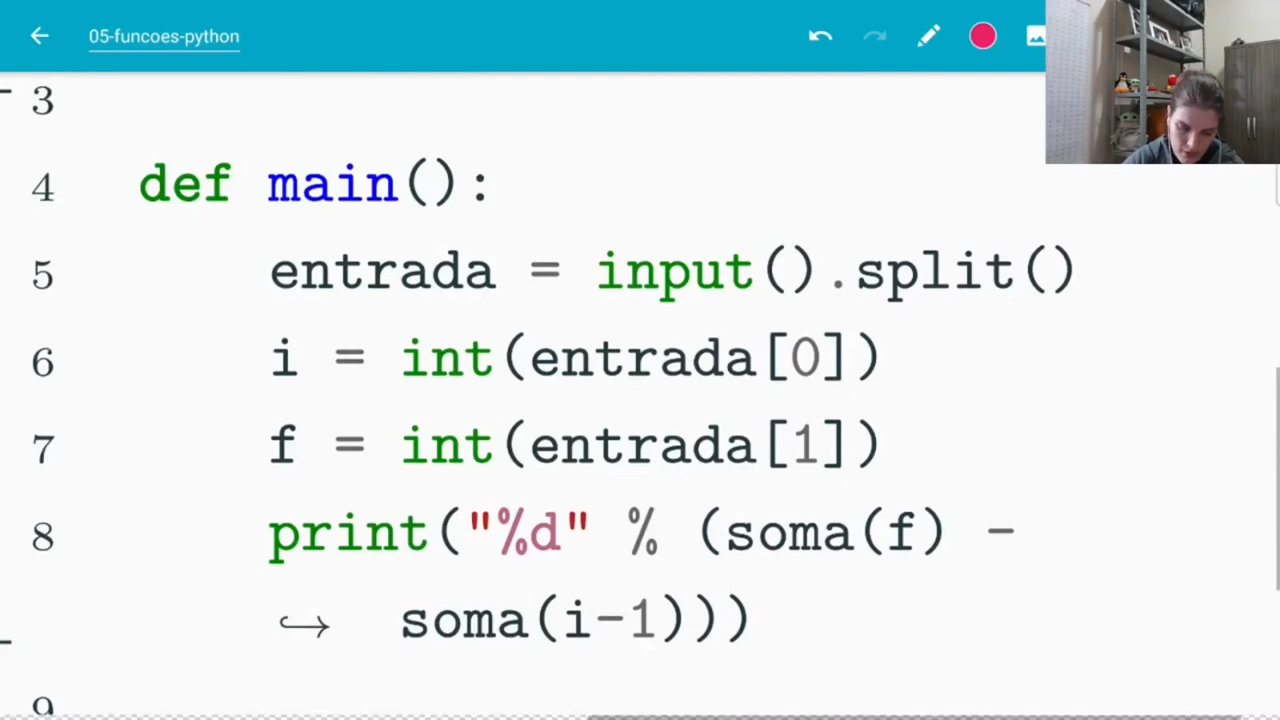 05-funcoes-python
3
4 def main():
5 entrada = input().split()
6 i = int(entrada[0])
7 f = int(entrada[1])
8 print("%d" % (soma(f) -
↪ soma(i-1)))
9